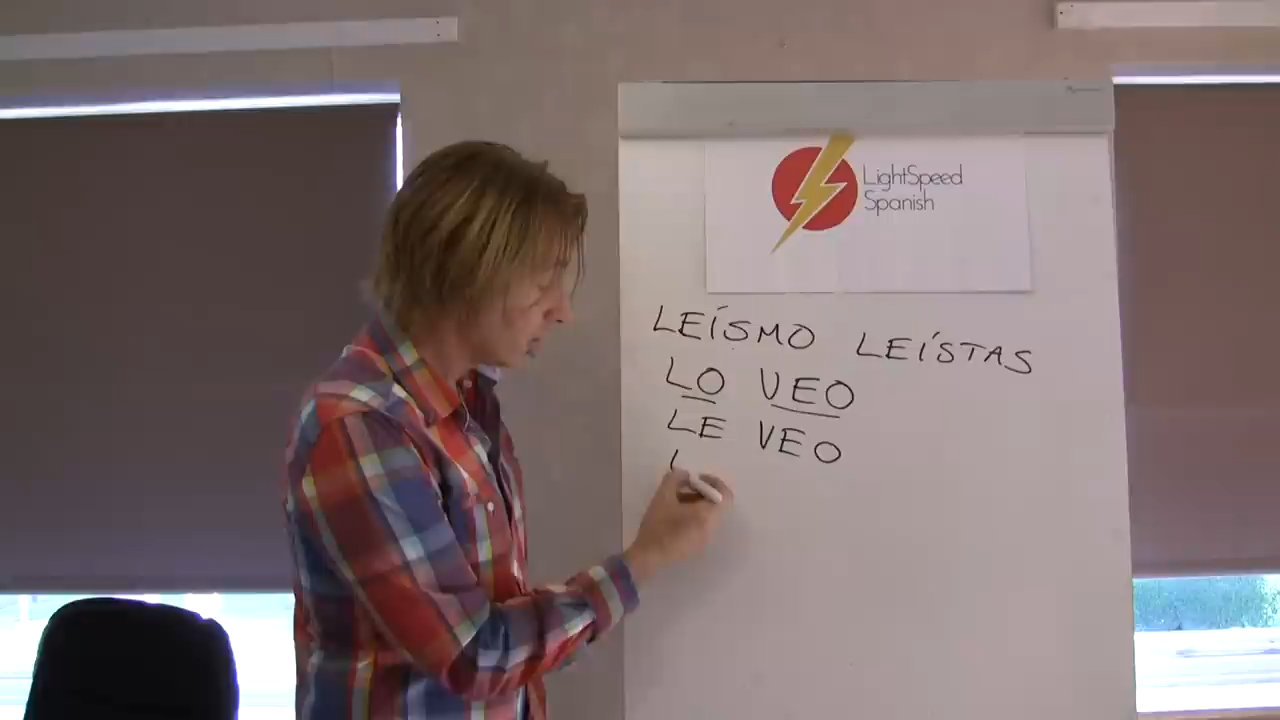 LightSpeed
Spanish
LEÍSMO LEÍSTAS
LO VEO
LE VEO
L